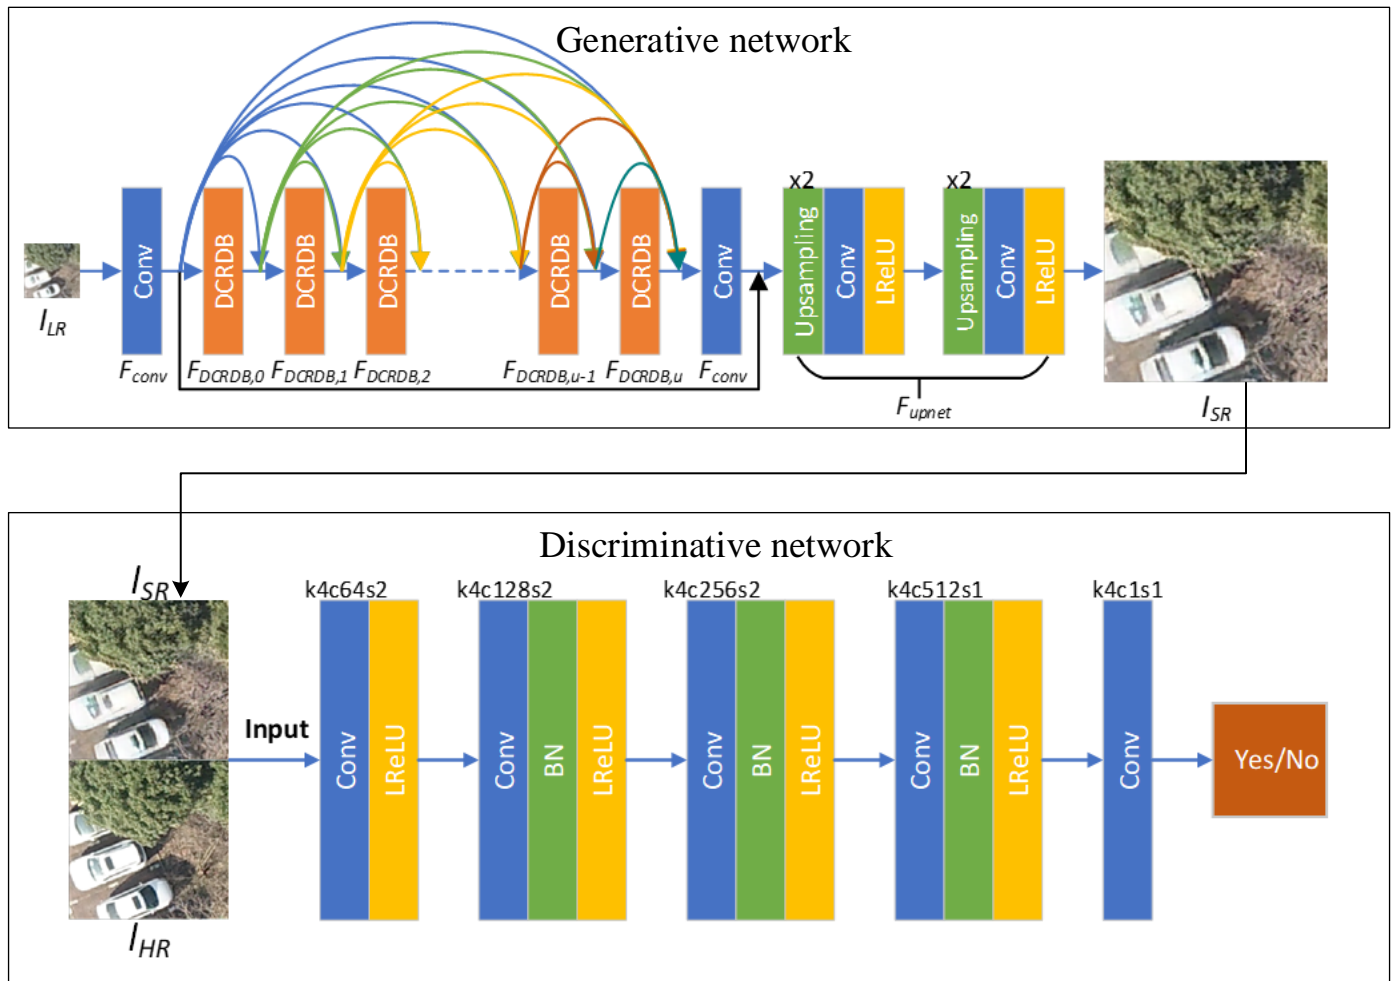 Generative network
x2
x2
Conv
DCRDB
DCRDB
DCRDB
DCRDB
DCRDB
Conv
Upsampling
Conv
LReLU
Upsampling
Conv
LReLU
I_LR
F_conv
F_DCRDB,0
F_DCRDB,1
F_DCRDB,2
F_DCRDB,u-1
F_DCRDB,u
F_conv
F_upnet
I_SR
Discriminative network
I_SR
k4c64s2
k4c128s2
k4c256s2
k4c512s1
k4c1s1
Input
Conv
LReLU
Conv
BN
LReLU
Conv
BN
LReLU
Conv
BN
LReLU
Conv
Yes/No
I_HR